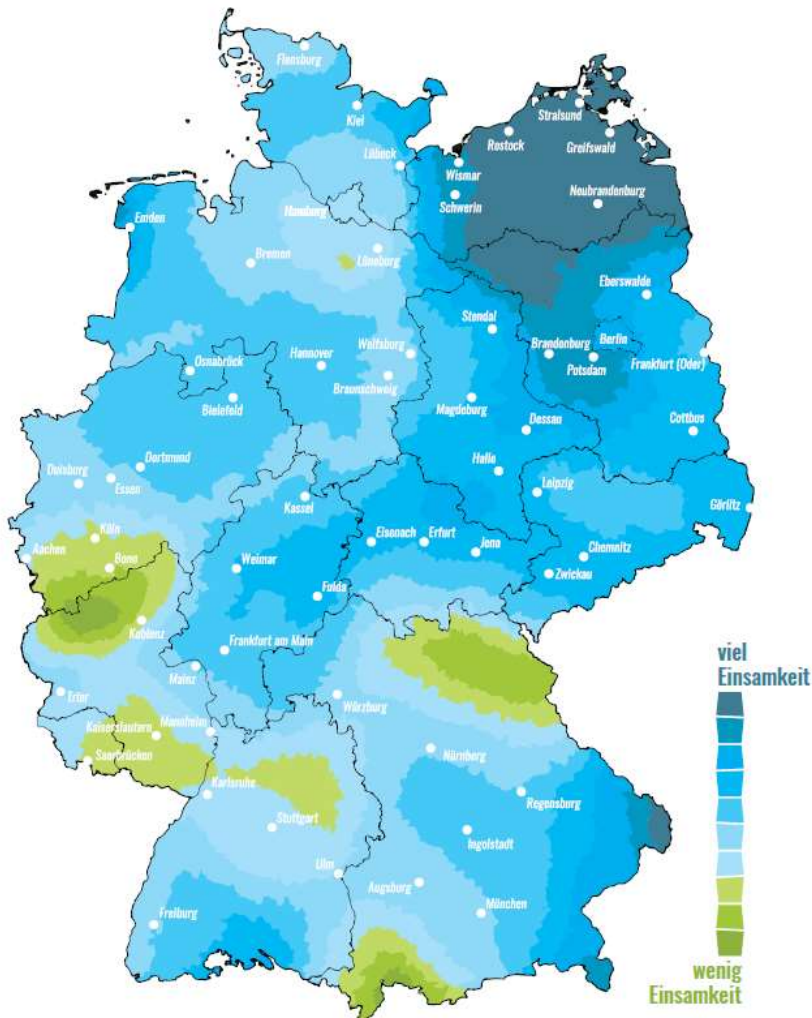 Flensburg
Kiel
Lübeck
Stralsund
Rostock
Greifswald
Wismar
Schwerin
Neubrandenburg
Emden
Hamburg
Bremen
Lüneburg
Eberswalde
Stendal
Berlin
Brandenburg
Potsdam
Frankfurt (Oder)
Osnabrück
Hannover
Wolfsburg
Braunschweig
Bielefeld
Magdeburg
Dessau
Cottbus
Dortmund
Duisburg
Essen
Halle
Leipzig
Kassel
Görlitz
Köln
Aachen
Bonn
Eisenach
Erfurt
Jena
Chemnitz
Zwickau
Weimar
Fulda
Koblenz
Frankfurt am Main
Mainz
Trier
Würzburg
Kaiserslautern
Mannheim
Saarbrücken
Nürnberg
Karlsruhe
Regensburg
Stuttgart
Ingolstadt
Ulm
Augsburg
Freiburg
München
viel
Einsamkeit
wenig
Einsamkeit